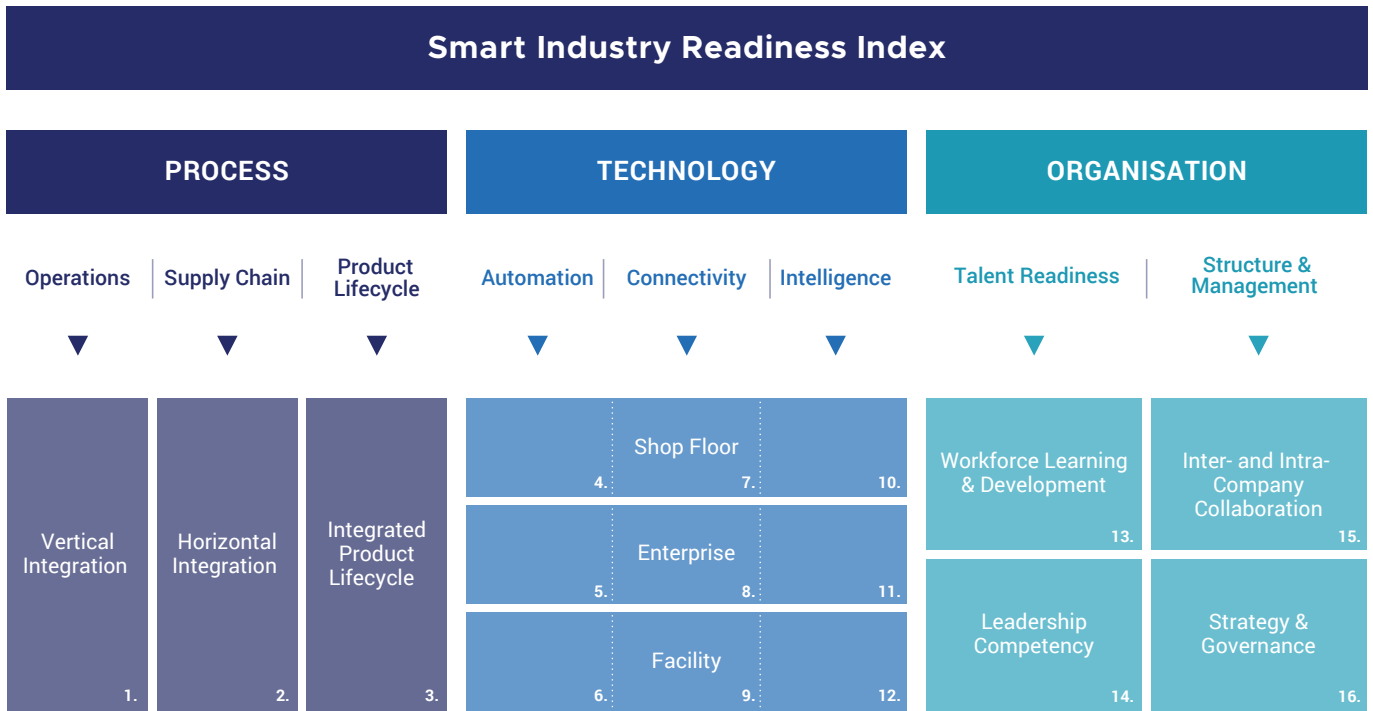 Smart Industry Readiness Index
PROCESS
TECHNOLOGY
ORGANISATION
Operations
Supply Chain
Product
Lifecycle
Automation
Connectivity
Intelligence
Talent Readiness
Structure &
Management
Vertical
Integration
1.
Horizontal
Integration
2.
Integrated
Product
Lifecycle
3.
Shop Floor
4.
7.
10.
Enterprise
5.
8.
11.
Facility
6.
9.
12.
Workforce Learning
& Development
13.
Inter- and Intra-
Company
Collaboration
15.
Leadership
Competency
14.
Strategy &
Governance
16.